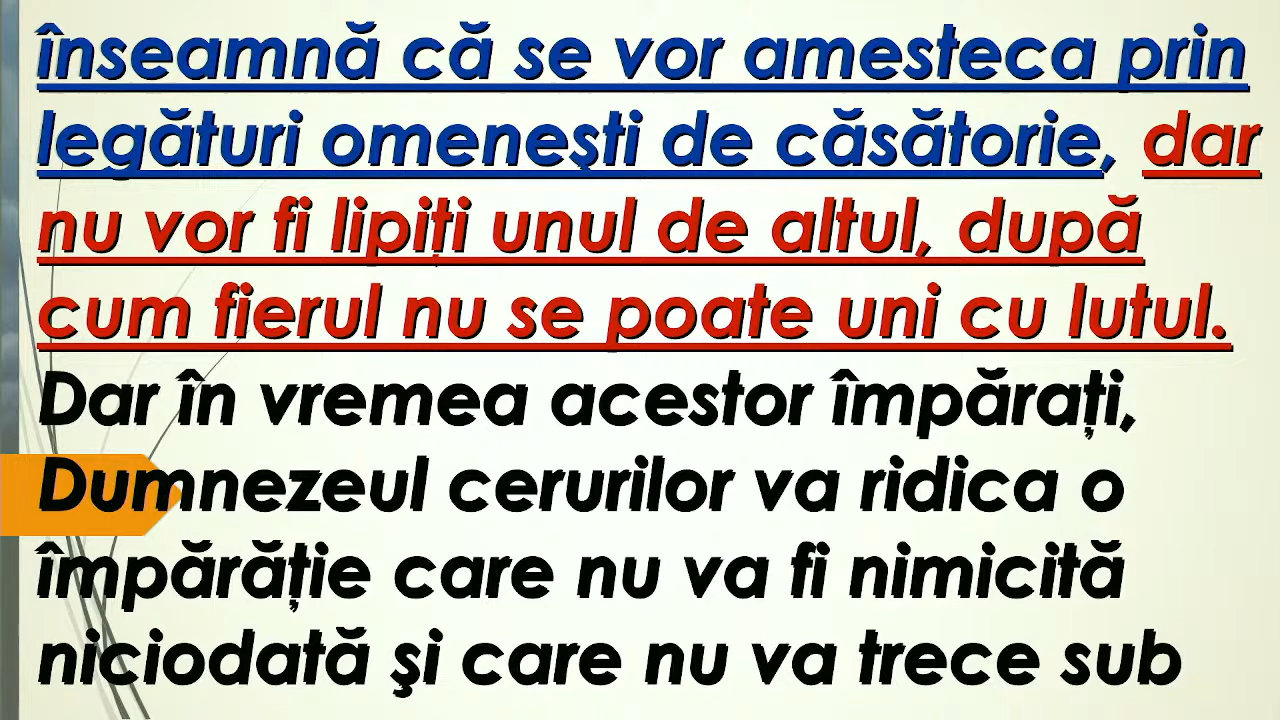 înseamnă că se vor amesteca prin
legături omeneşti de căsătorie, dar
nu vor fi lipiți unul de altul, după
cum fierul nu se poate uni cu lutul.
Dar în vremea acestor împărați,
Dumnezeul cerurilor va ridica o
împărăție care nu va fi nimicită
niciodată şi care nu va trece sub